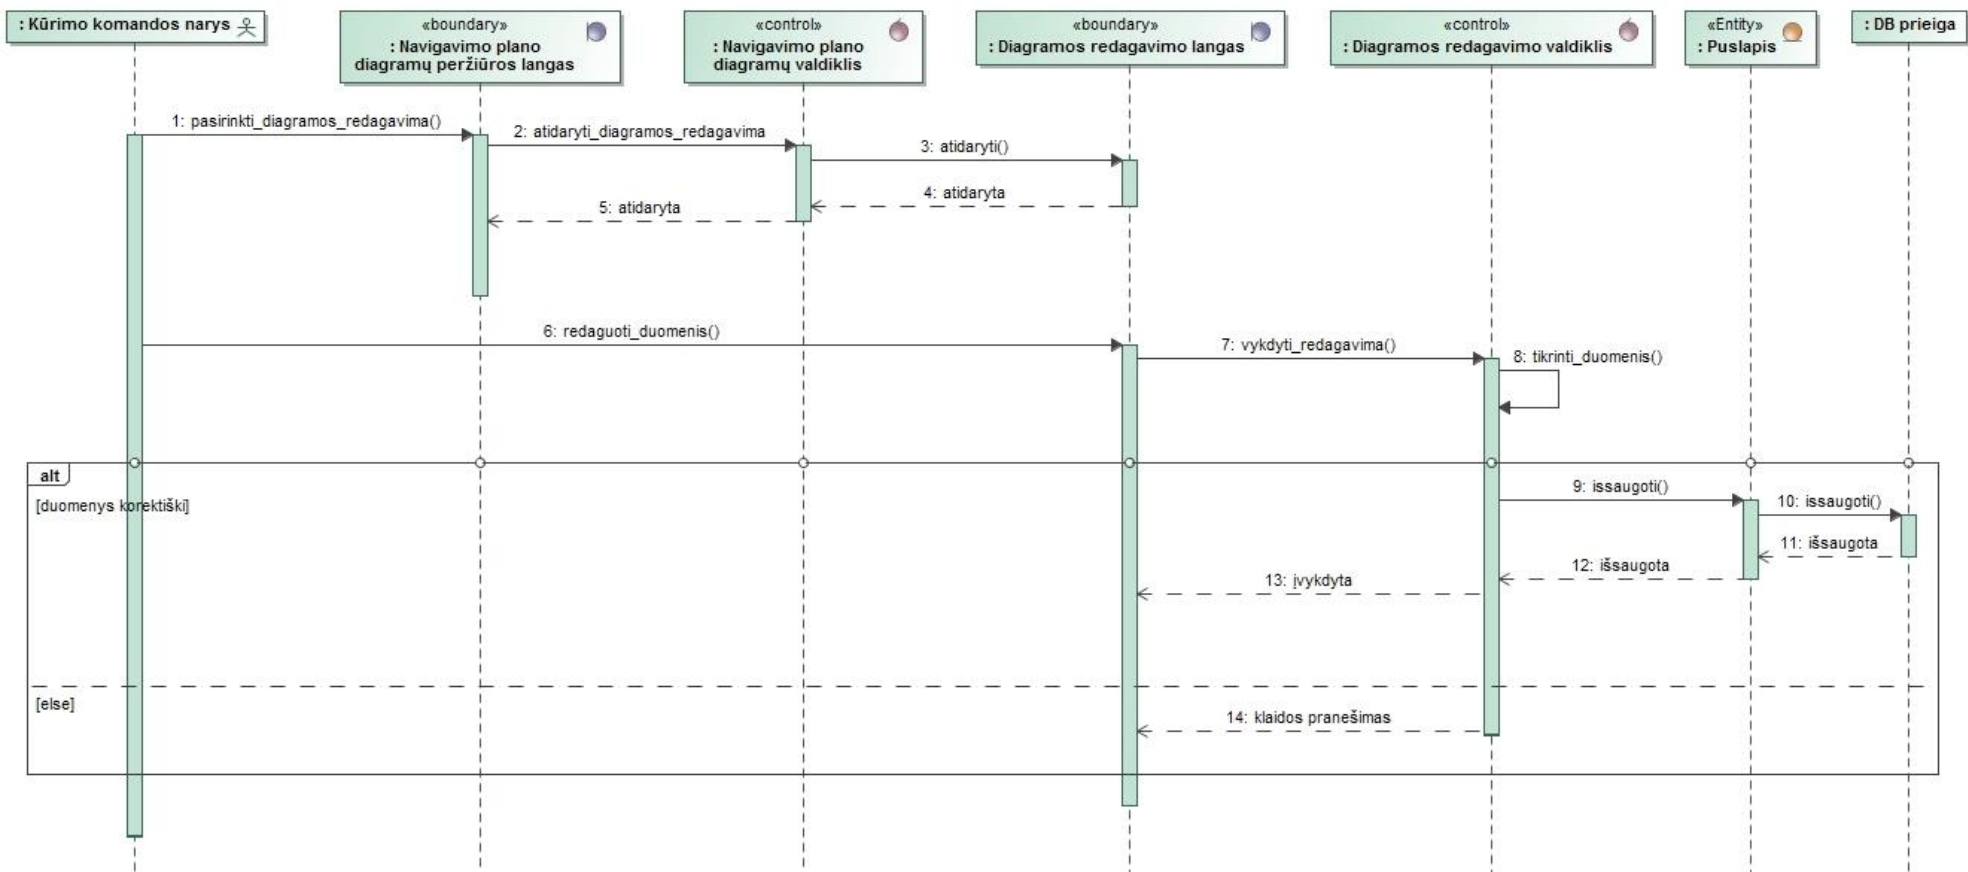 : Kūrimo komandos narys
«boundary»
: Navigavimo plano
diagramų peržiūros langas
«control»
: Navigavimo plano
diagramų valdiklis
«boundary»
: Diagramos redagavimo langas
«control»
: Diagramos redagavimo valdiklis
«Entity»
: Puslapis
: DB prieiga
1: pasirinkti_diagramos_redagavima()
2: atidaryti_diagramos_redagavima
3: atidaryti()
4: atidaryta
5: atidaryta
6: redaguoti_duomenis()
7: vykdyti_redagavima()
8: tikrinti_duomenis()
alt
[duomenys korektiški]
9: issaugoti()
10: issaugoti()
11: išsaugota
12: išsaugota
13: įvykdyta
[else]
14: klaidos pranešimas